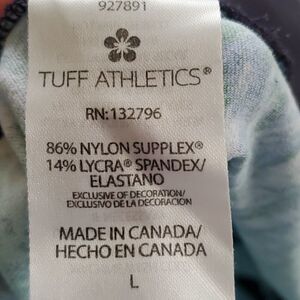 927891
TUFF ATHLETICS®
RN:132796
86% NYLON SUPPLEX®
14% LYCRA® SPANDEX/
ELASTANO
EXCLUSIVE OF DECORATION/
EXCLUSIVO DE LA DECORACION
MADE IN CANADA/
HECHO EN CANADA
L